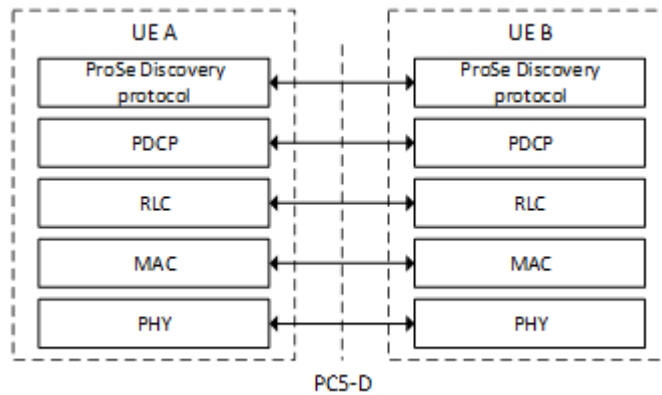 UE A
UE B
ProSe Discovery
protocol
ProSe Discovery
protocol
PDCP
PDCP
RLC
RLC
MAC
MAC
PHY
PHY
PC5-D